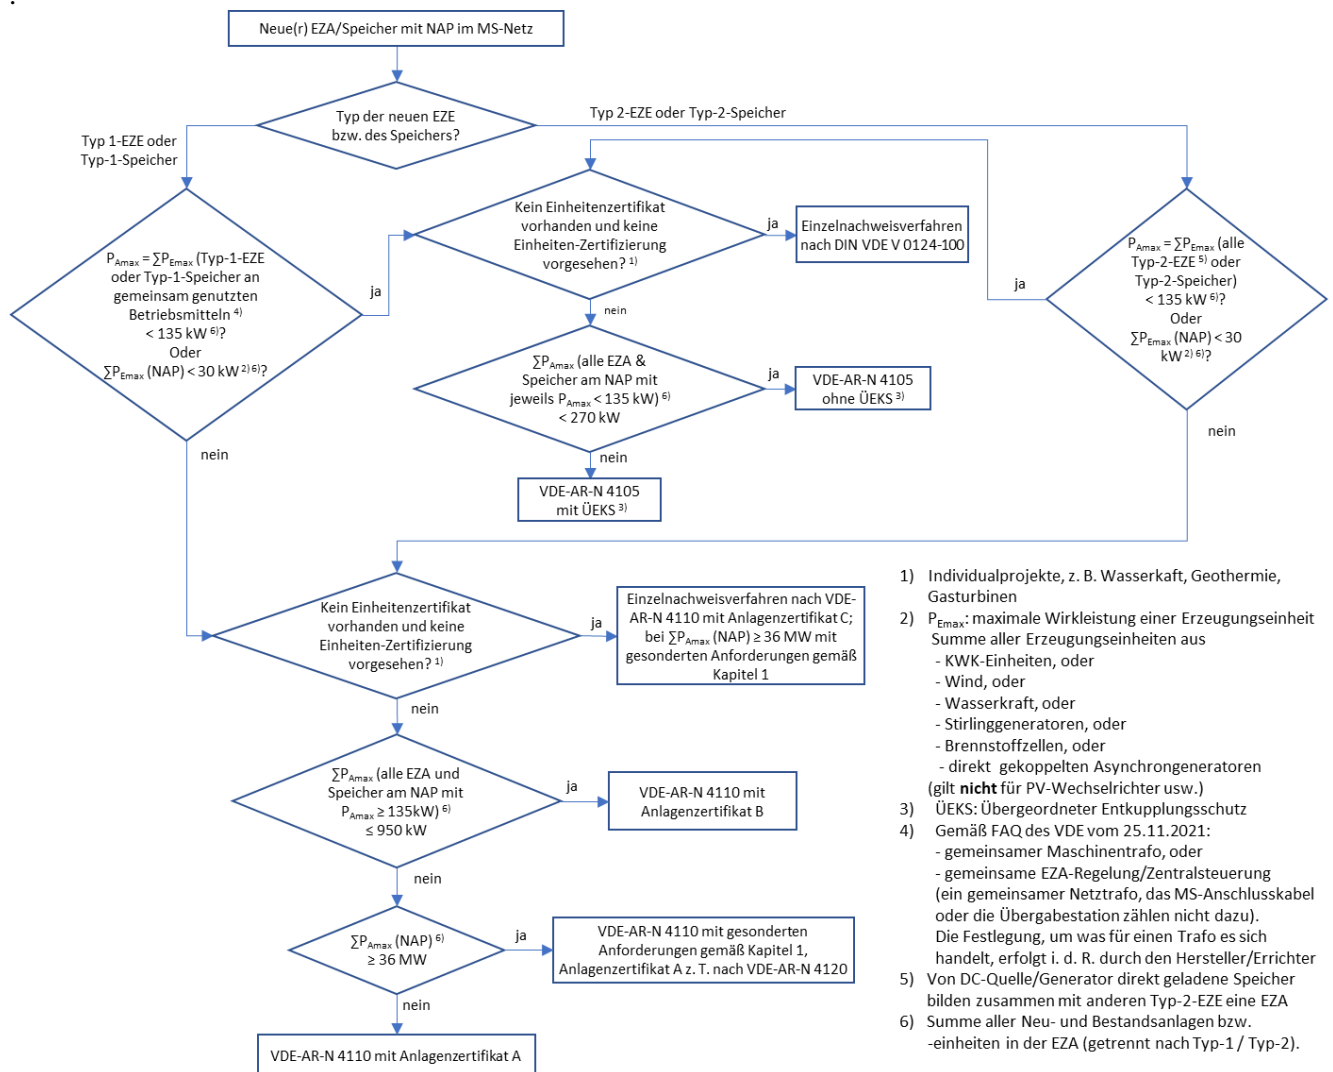 .
Neue(r) EZA/Speicher mit NAP im MS-Netz
Typ der neuen EZE
bzw. des Speichers?
Typ 1-EZE oder
Typ-1-Speicher
Typ 2-EZE oder Typ-2-Speicher
P_Amax = ∑P_Emax (Typ-1-EZE
oder Typ-1-Speicher an
gemeinsam genutzten
Betriebsmitteln 4)
< 135 kW 6)?
Oder
∑P_Emax (NAP) < 30 kW 2) 6)?
ja
nein
Kein Einheitenzertifikat
vorhanden und keine
Einheiten-Zertifizierung
vorgesehen? 1)
ja
Einzelnachweisverfahren
nach DIN VDE V 0124-100
nein
∑P_Amax (alle EZA &
Speicher am NAP mit
jeweils P_Amax < 135 kW) 6)
< 270 kW
ja
VDE-AR-N 4105
ohne ÜEKS 3)
nein
VDE-AR-N 4105
mit ÜEKS 3)
P_Amax = ∑P_Emax (alle
Typ-2-EZE 5) oder
Typ-2-Speicher)
< 135 kW 6)?
Oder
∑P_Emax (NAP) < 30
kW 2) 6)?
ja
nein
Kein Einheitenzertifikat
vorhanden und keine
Einheiten-Zertifizierung
vorgesehen? 1)
ja
Einzelnachweisverfahren nach VDE-
AR-N 4110 mit Anlagenzertifikat C;
bei ∑P_Amax (NAP) ≥ 36 MW mit
gesonderten Anforderungen gemäß
Kapitel 1
nein
∑P_Amax (alle EZA und
Speicher am NAP mit
P_Amax ≥ 135kW) 6)
≤ 950 kW
ja
VDE-AR-N 4110 mit
Anlagenzertifikat B
nein
∑P_Amax (NAP) 6)
≥ 36 MW
ja
VDE-AR-N 4110 mit gesonderten
Anforderungen gemäß Kapitel 1,
Anlagenzertifikat A z. T. nach VDE-AR-N 4120
nein
VDE-AR-N 4110 mit Anlagenzertifikat A
1) Individualprojekte, z. B. Wasserkaft, Geothermie,
Gasturbinen
2) P_Emax: maximale Wirkleistung einer Erzeugungseinheit
Summe aller Erzeugungseinheiten aus
- KWK-Einheiten, oder
- Wind, oder
- Wasserkraft, oder
- Stirlinggeneratoren, oder
- Brennstoffzellen, oder
- direkt gekoppelten Asynchrongeneratoren
(gilt nicht für PV-Wechselrichter usw.)
3) ÜEKS: Übergeordneter Entkupplungsschutz
4) Gemäß FAQ des VDE vom 25.11.2021:
- gemeinsamer Maschinentrafo, oder
- gemeinsame EZA-Regelung/Zentralsteuerung
(ein gemeinsamer Netztrafo, das MS-Anschlusskabel
oder die Übergabestation zählen nicht dazu).
Die Festlegung, um was für einen Trafo es sich
handelt, erfolgt i. d. R. durch den Hersteller/Errichter
5) Von DC-Quelle/Generator direkt geladene Speicher
bilden zusammen mit anderen Typ-2-EZE eine EZA
6) Summe aller Neu- und Bestandsanlagen bzw.
-einheiten in der EZA (getrennt nach Typ-1 / Typ-2).